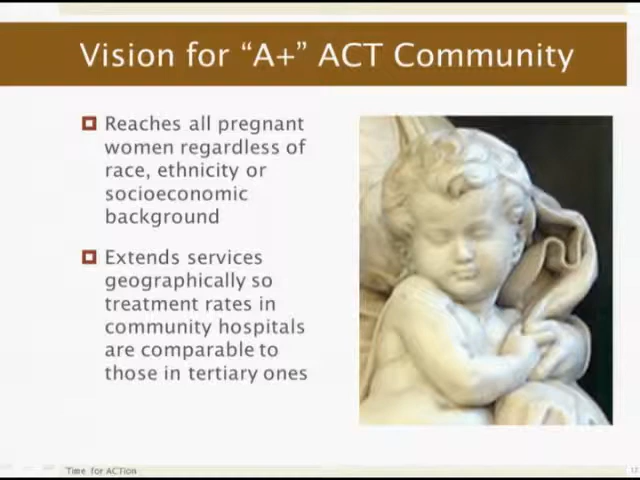 Vision for “A+” ACT Community
Reaches all pregnant
women regardless of
race, ethnicity or
socioeconomic
background
Extends services
geographically so
treatment rates in
community hospitals
are comparable to
those in tertiary ones
Time for ACTion